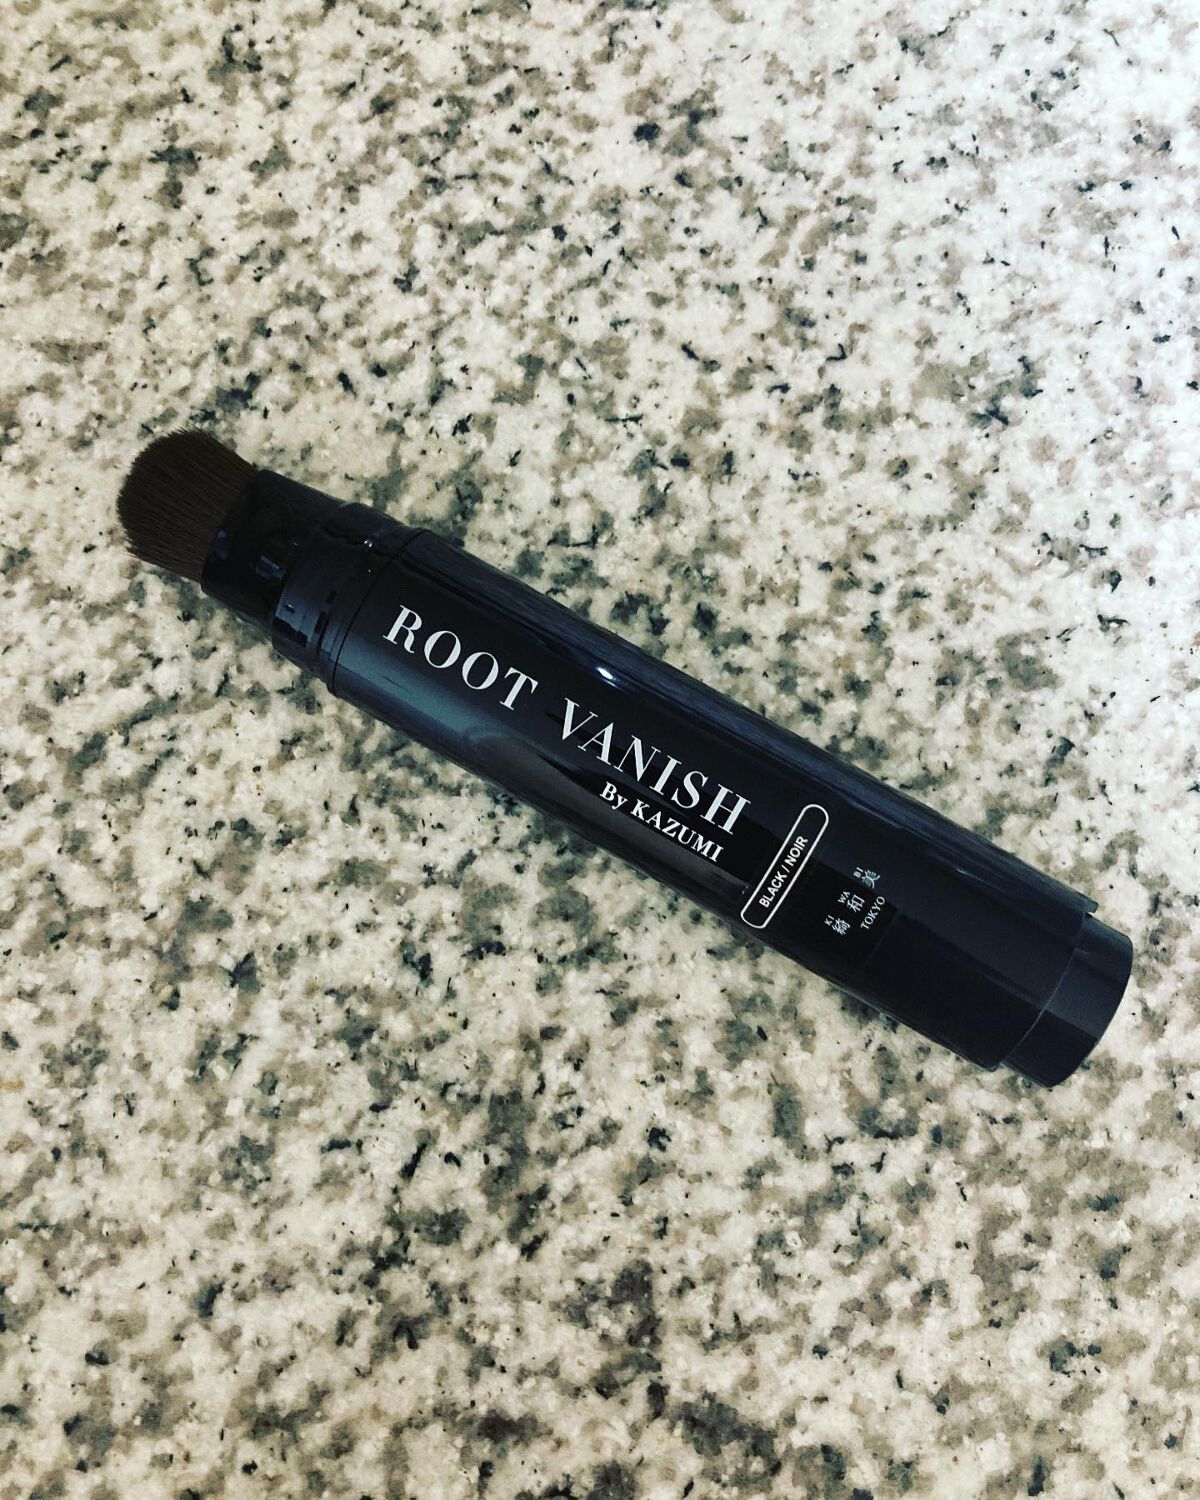 ROOT VANISH
By KAZUMI
BLACK / NOIR
KI WA BI
綺和美
TOKYO